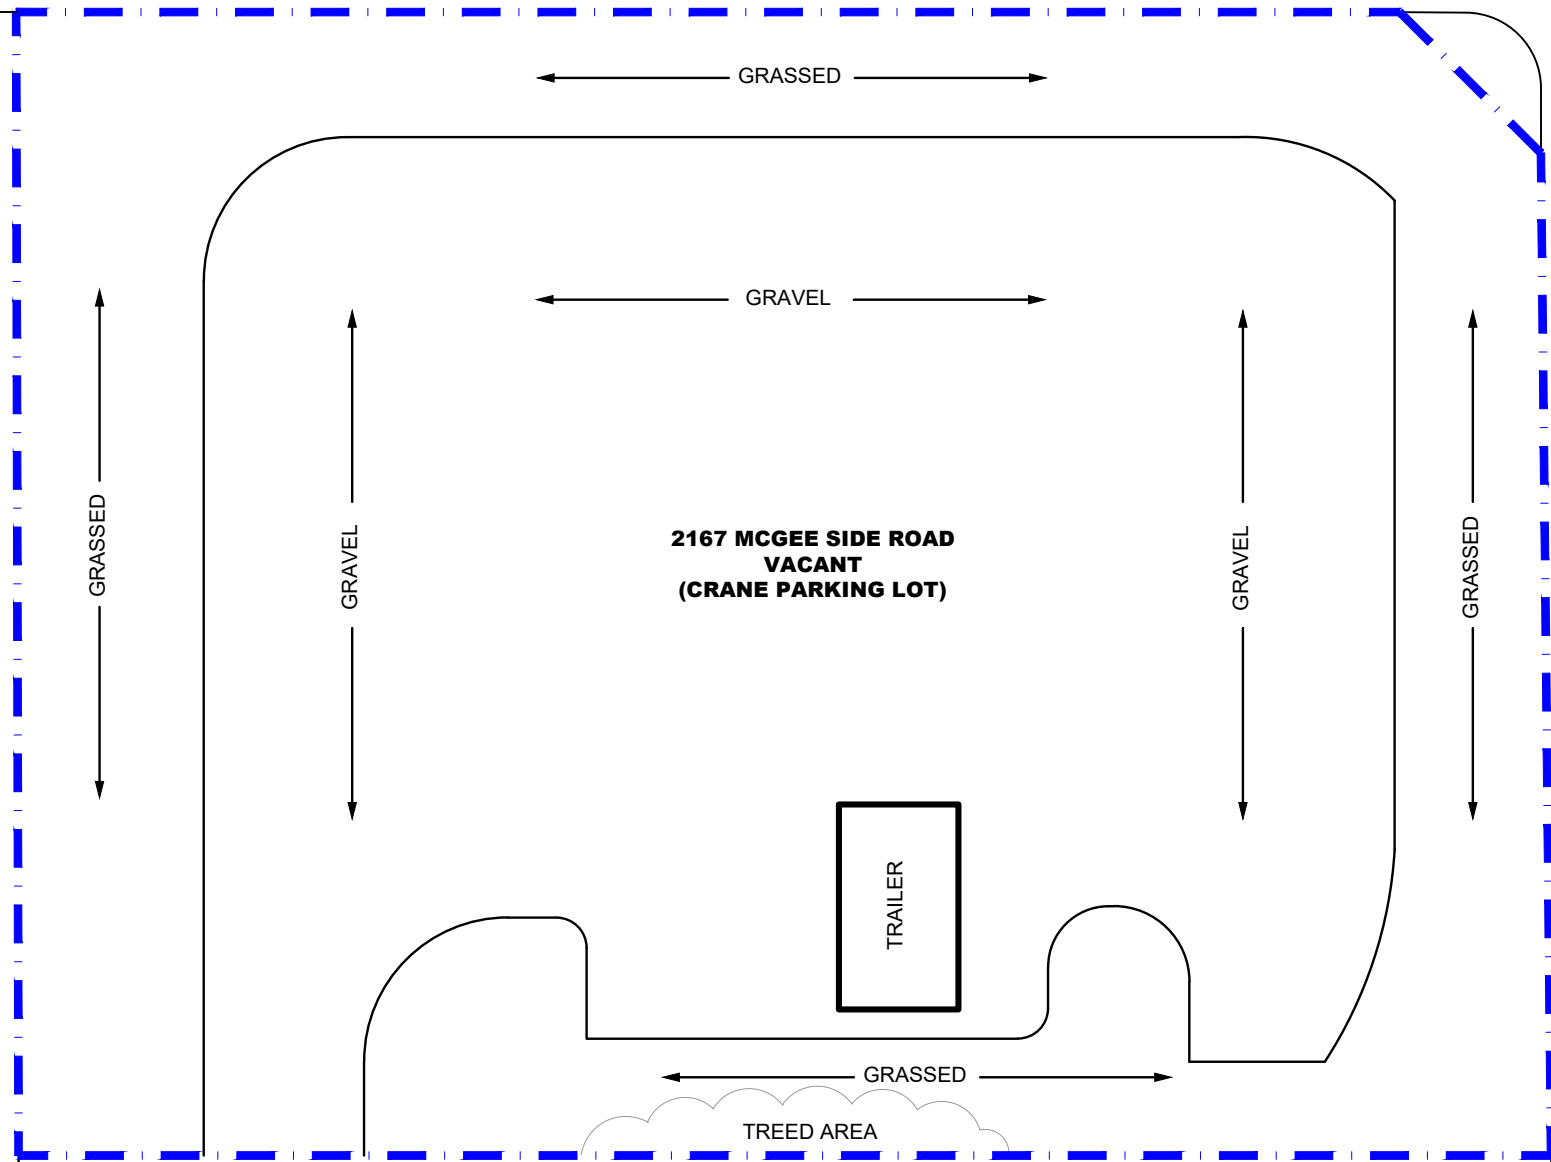 GRASSED
GRAVEL
GRASSED
GRAVEL
2167 MCGEE SIDE ROAD
VACANT
(CRANE PARKING LOT)
GRAVEL
GRASSED
TRAILER
GRASSED
TREED AREA